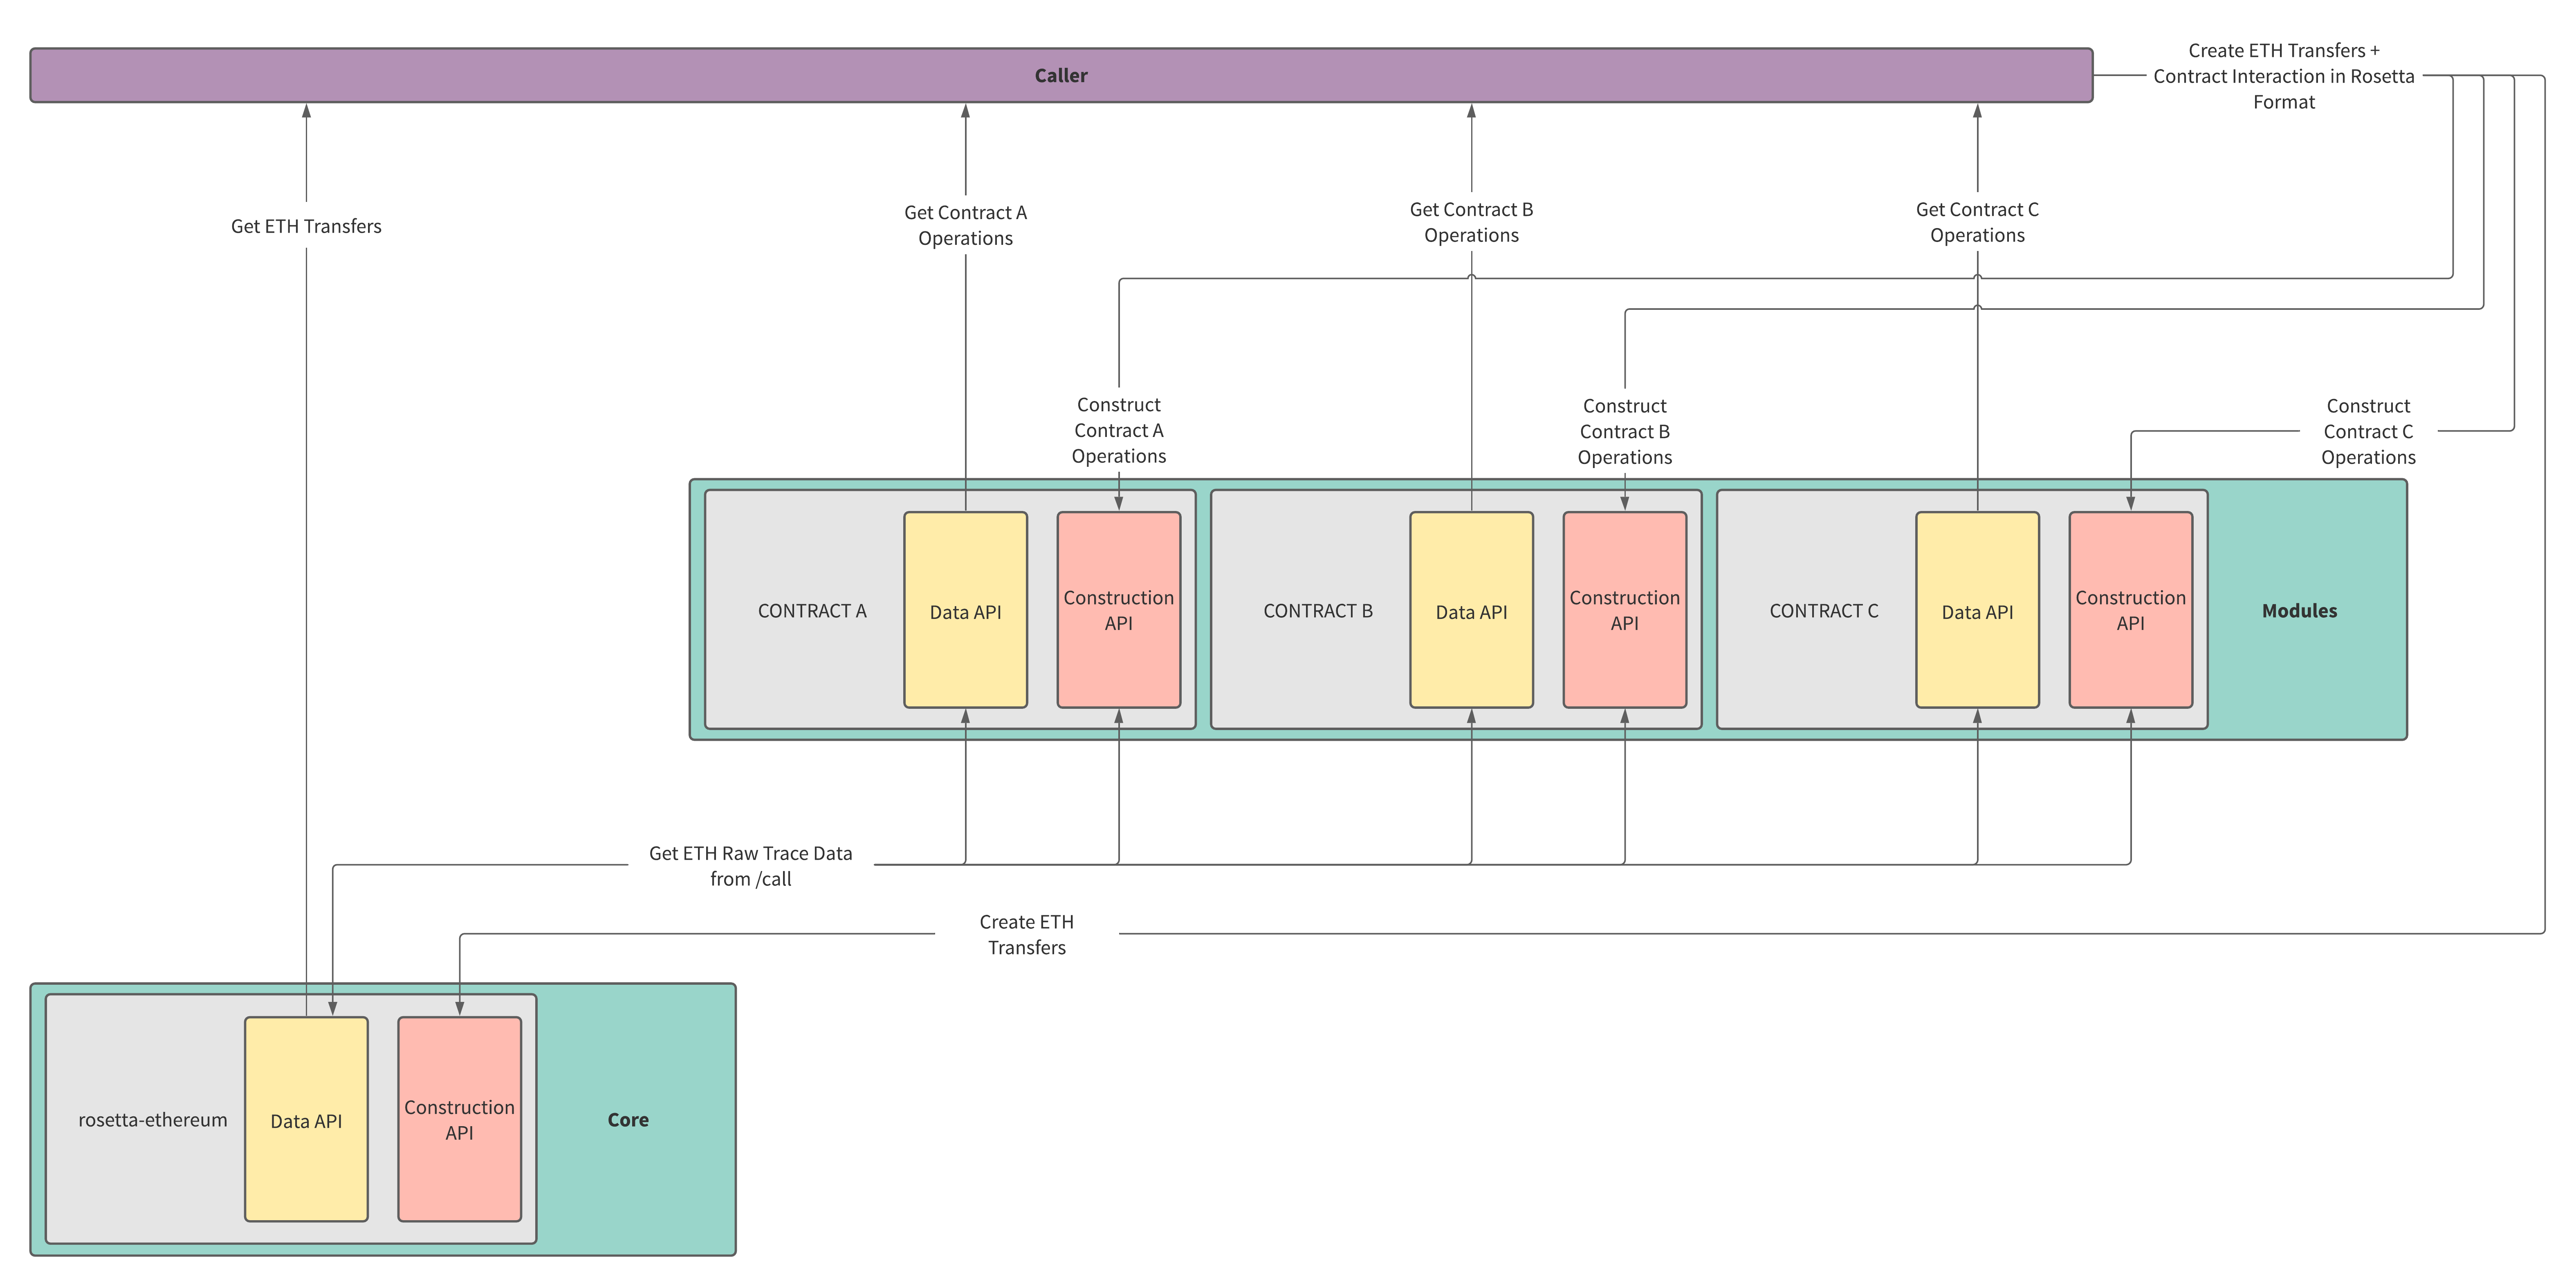 Caller
Create ETH Transfers +
Contract Interaction in Rosetta
Format
Get ETH Transfers
Get Contract A
Operations
Get Contract B
Operations
Get Contract C
Operations
Construct
Contract A
Operations
Construct
Contract B
Operations
Construct
Contract C
Operations
CONTRACT A
Data API
Construction
API
CONTRACT B
Data API
Construction
API
CONTRACT C
Data API
Construction
API
Modules
Get ETH Raw Trace Data
from /call
Create ETH
Transfers
rosetta-ethereum
Data API
Construction
API
Core